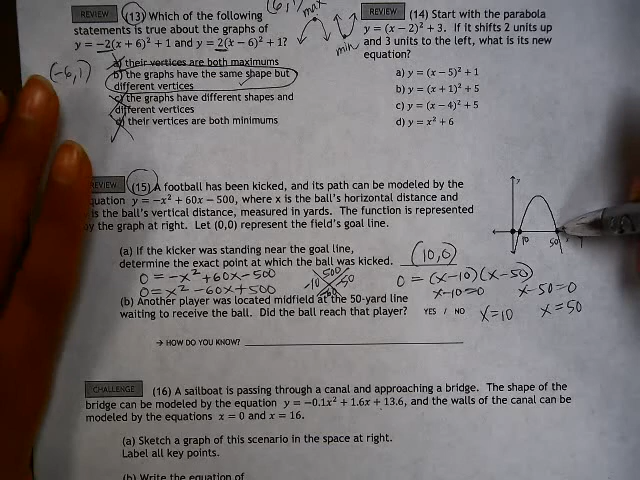 REVIEW (13) Which of the following
statements is true about the graphs of
y = -2(x + 6)² + 1 and y = 2(x - 6)² + 1?
(6,1) max
min
(-6,1)
a) their vertices are both maximums
b) the graphs have the same shape but
different vertices
c) the graphs have different shapes and
different vertices
d) their vertices are both minimums
REVIEW (14) Start with the parabola
y = (x - 2)² + 3. If it shifts 2 units up
and 3 units to the left, what is its new
equation?
a) y = (x - 5)² + 1
b) y = (x + 1)² + 5
c) y = (x - 4)² + 5
d) y = x² + 6
REVIEW (15) A football has been kicked, and its path can be modeled by the
equation y = -x² + 60x - 500, where x is the ball's horizontal distance and
is the ball's vertical distance, measured in yards. The function is represented
by the graph at right. Let (0,0) represent the field's goal line.
y
10 50
(a) If the kicker was standing near the goal line,
determine the exact point at which the ball was kicked. (10,0)
0 = -x² + 60x - 500
0 = x² - 60x + 500
500
-10 -50
-60
0 = (x-10)(x-50)
x-10=0 x-50=0
x=10 x=50
(b) Another player was located midfield at the 50-yard line
waiting to receive the ball. Did the ball reach that player? YES / NO
→ HOW DO YOU KNOW?
CHALLENGE (16) A sailboat is passing through a canal and approaching a bridge. The shape of the
bridge can be modeled by the equation y = -0.1x² + 1.6x + 13.6, and the walls of the canal can be
modeled by the equations x = 0 and x = 16.
(a) Sketch a graph of this scenario in the space at right.
Label all key points.
(b) Write the equation of